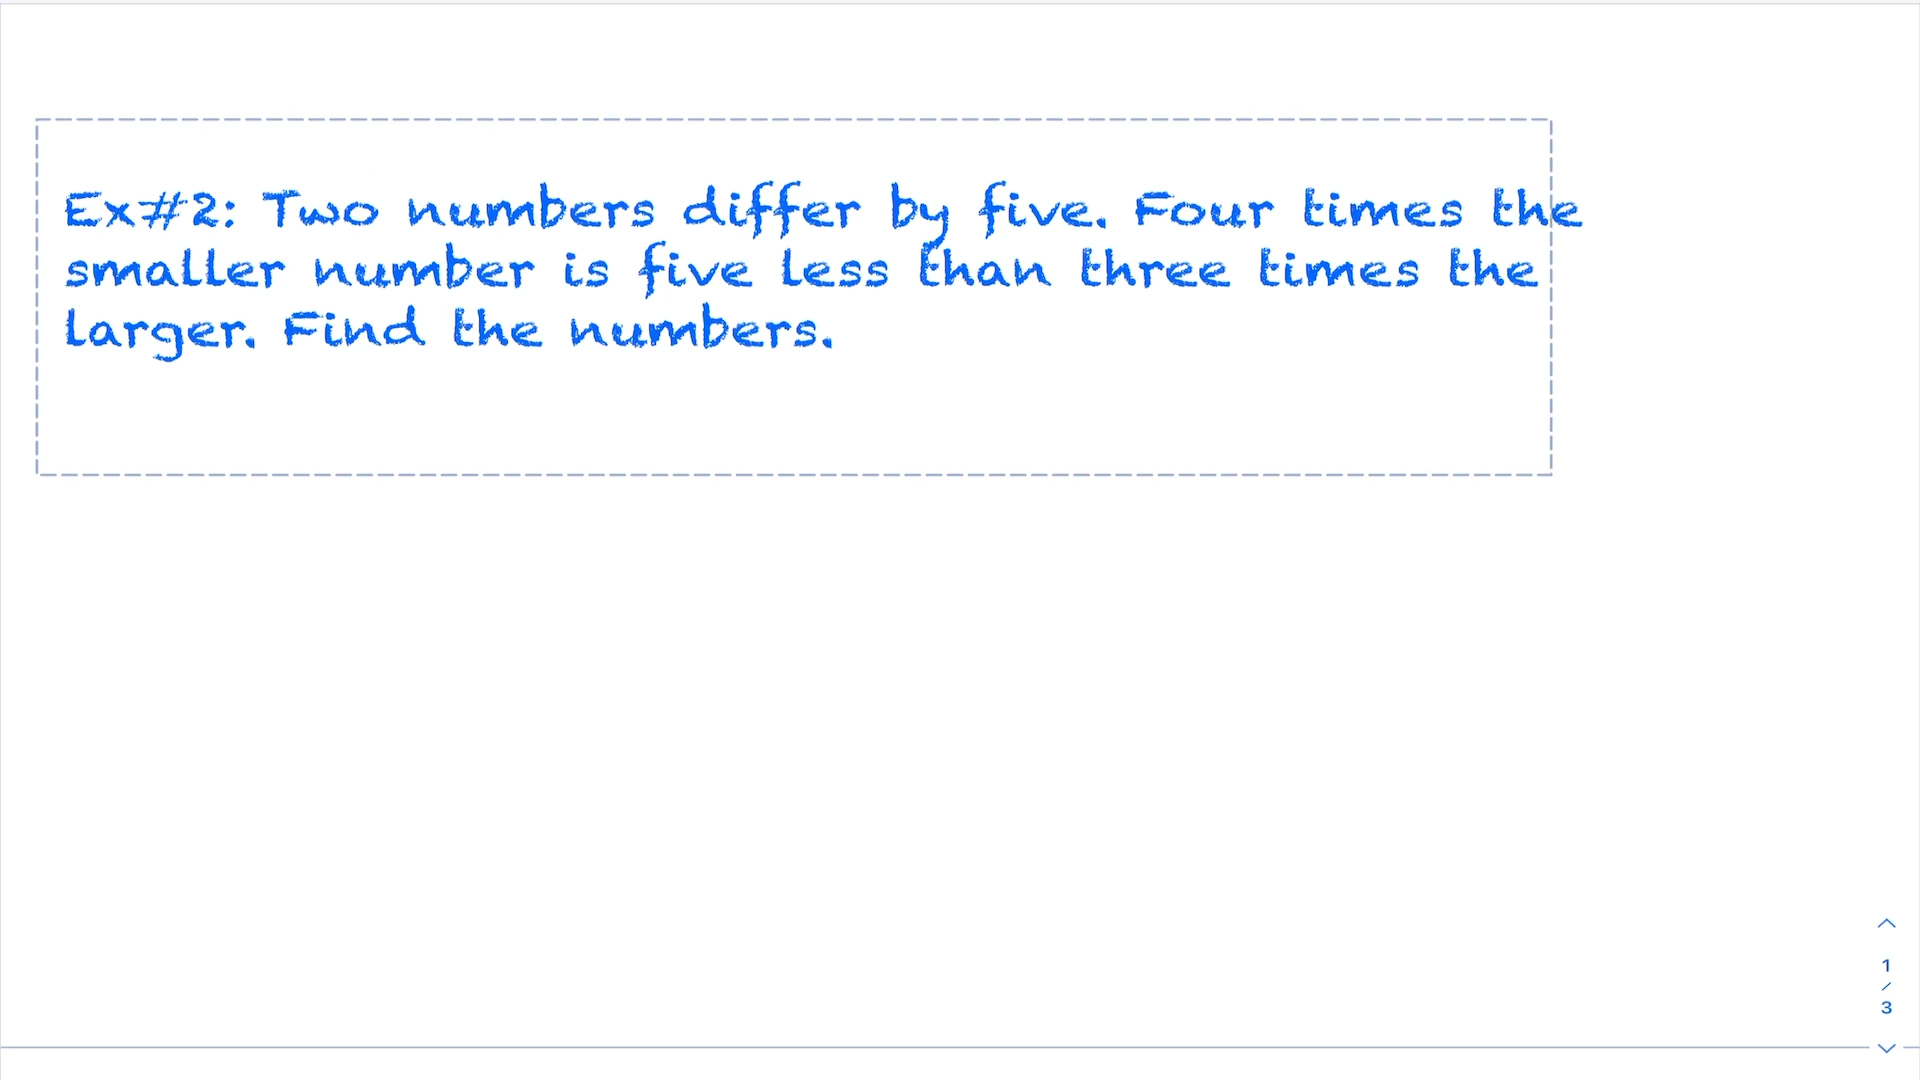 Ex#2: Two numbers differ by five. Four times the
smaller number is five less than three times the
larger. Find the numbers.
1
/
3